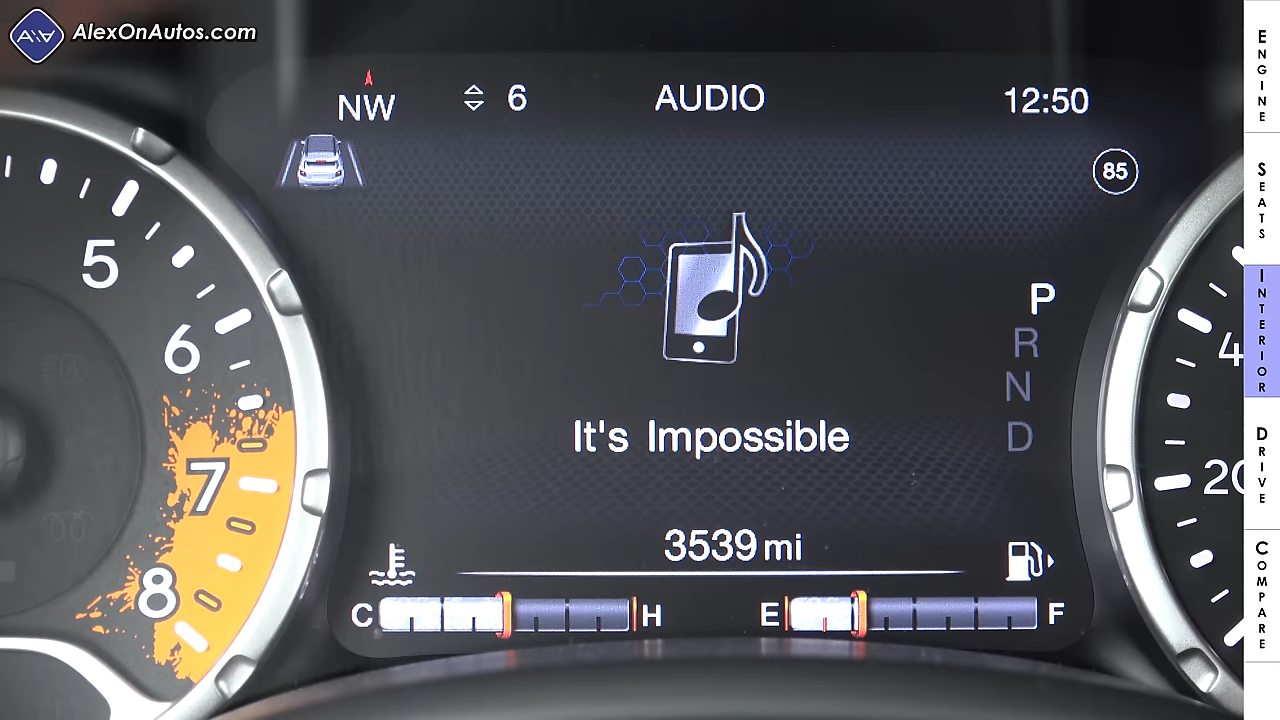 AlexOnAutos.com
NW
6
AUDIO
12:50
85
5
6
7
8
P
R
N
D
It's Impossible
3539 mi
C
H
E
F
4
20
ENGINE
SEATS
INTERIOR
DRIVE
COMPARE